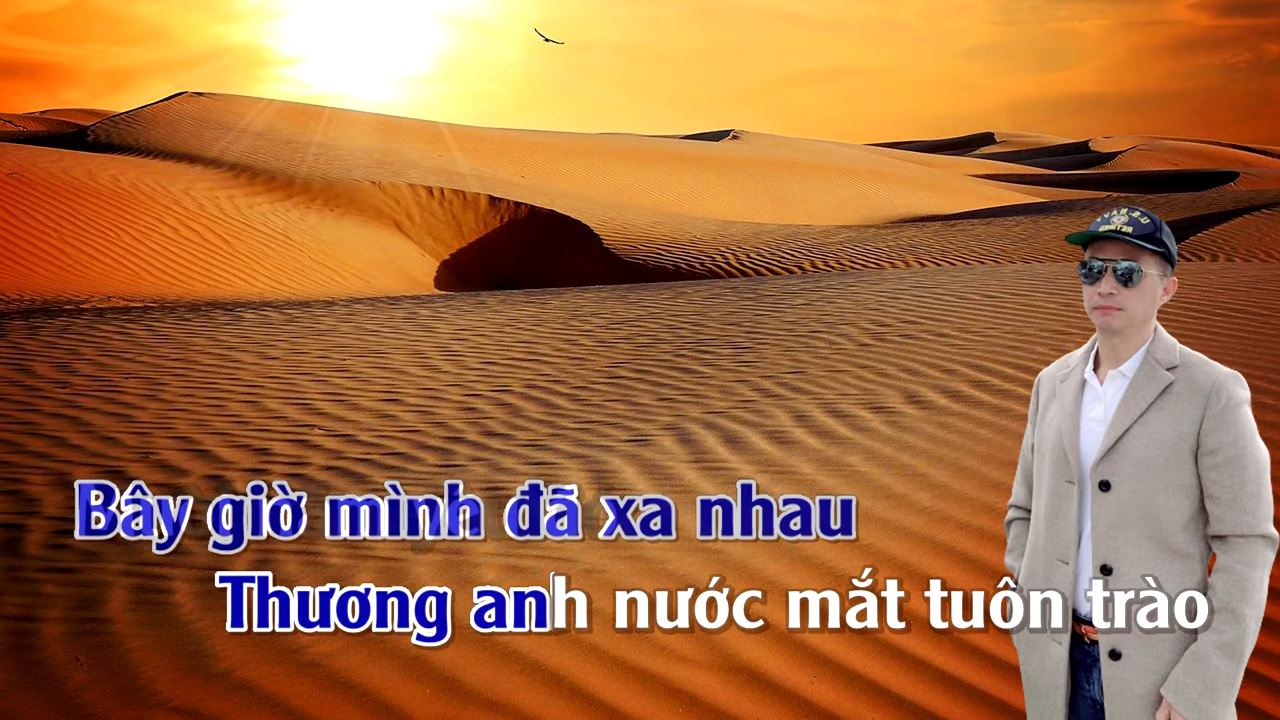 Bây giờ mình đã xa nhau
Thương anh nước mắt tuôn trào